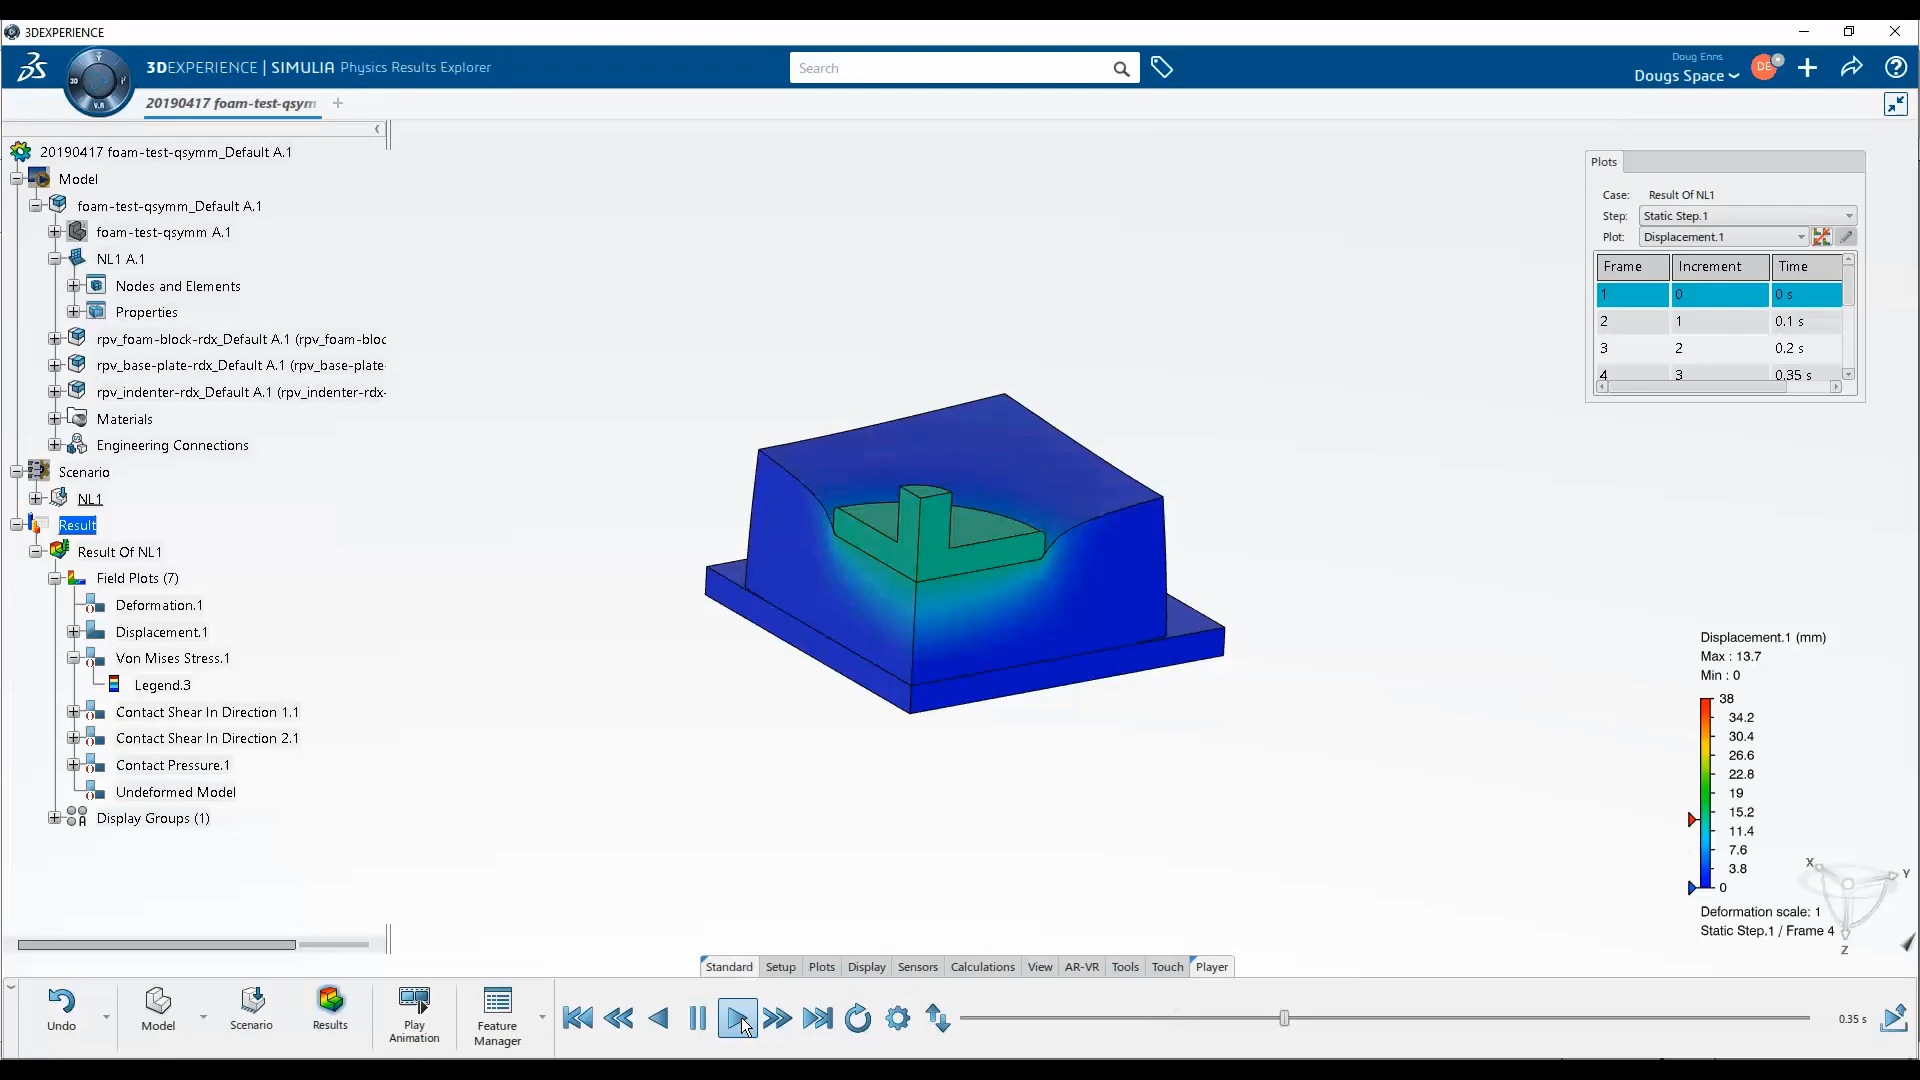 3DEXPERIENCE
3DEXPERIENCE | SIMULIA Physics Results Explorer
Search
Doug Enns
Dougs Space
DE
3D
V.R
20190417 foam-test-qsym
20190417 foam-test-qsymm_Default A.1
Model
foam-test-qsymm_Default A.1
foam-test-qsymm A.1
NL1 A.1
Nodes and Elements
Properties
rpv_foam-block-rdx_Default A.1 (rpv_foam-bloc
rpv_base-plate-rdx_Default A.1 (rpv_base-plate-
rpv_indenter-rdx_Default A.1 (rpv_indenter-rdx-
Materials
Engineering Connections
Scenario
NL1
Result
Result Of NL1
Field Plots (7)
Deformation.1
Displacement.1
Von Mises Stress.1
Legend.3
Contact Shear In Direction 1.1
Contact Shear In Direction 2.1
Contact Pressure.1
Undeformed Model
Display Groups (1)
Plots
Case: Result Of NL1
Step: Static Step.1
Plot: Displacement.1
Frame Increment Time
1 0 0 s
2 1 0.1 s
3 2 0.2 s
4 3 0.35 s
Displacement.1 (mm)
Max : 13.7
Min : 0
38
34.2
30.4
26.6
22.8
19
15.2
11.4
7.6
3.8
0
Deformation scale: 1
Static Step.1 / Frame 4
X
Y
Z
Standard Setup Plots Display Sensors Calculations View AR-VR Tools Touch Player
Undo
Model
Scenario
Results
Play
Animation
Feature
Manager
0.35 s